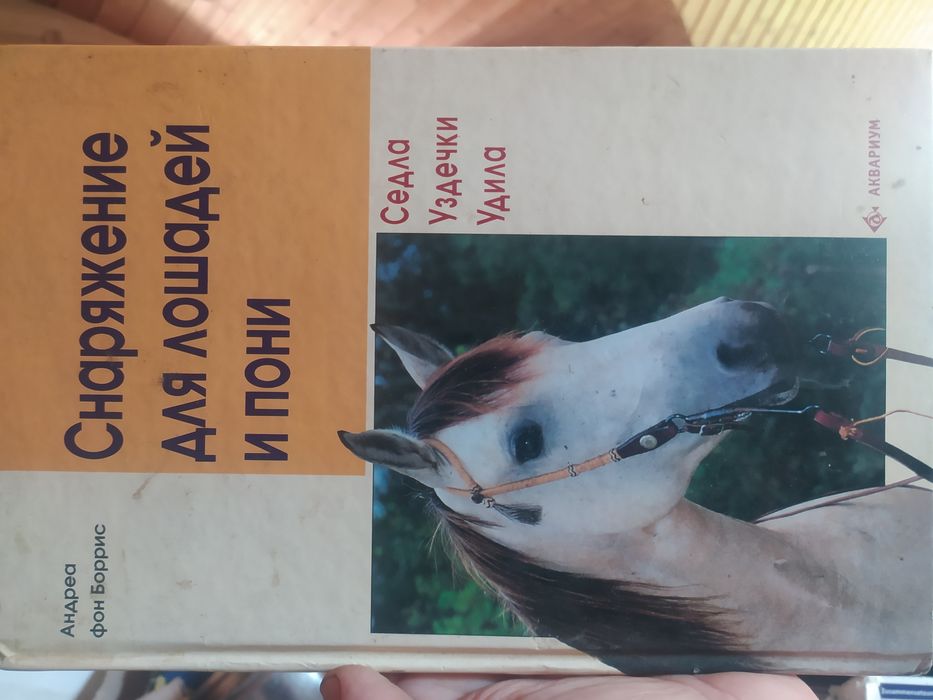 Андреа
фон Боррис
Снаряжение
для лошадей
и пони
Седла
Уздечки
Удила
АКВАРИУМ